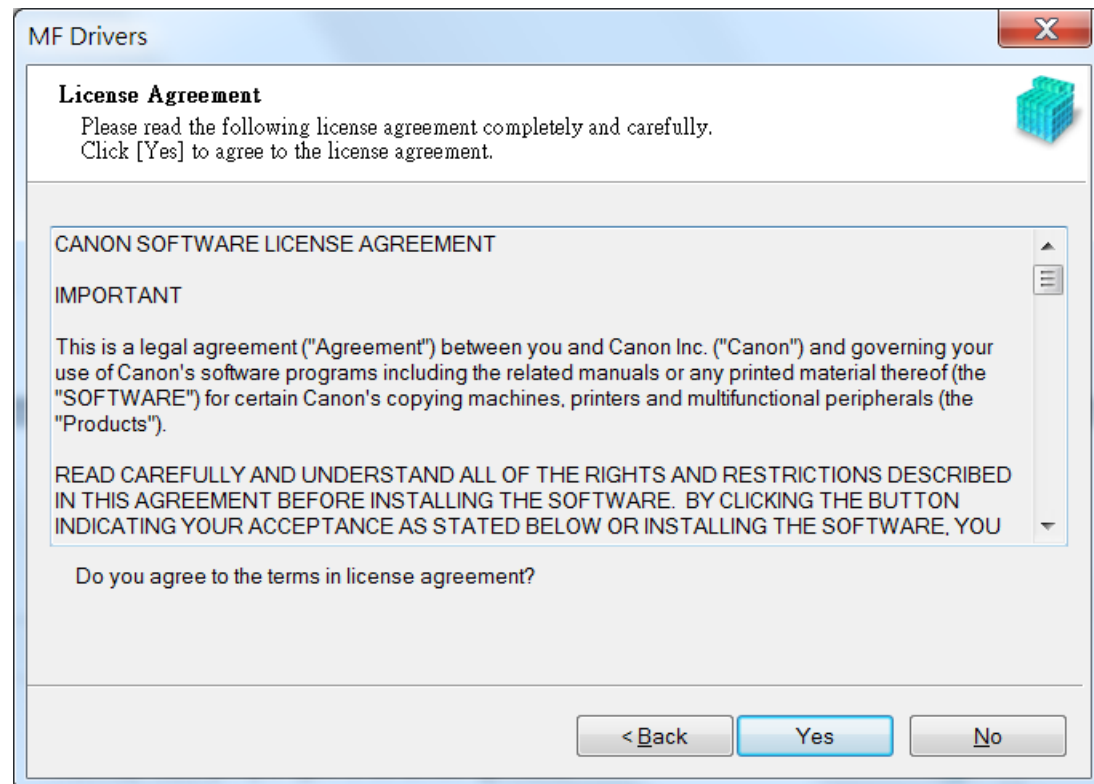 MF Drivers
License Agreement
Please read the following license agreement completely and carefully.
Click [Yes] to agree to the license agreement.
CANON SOFTWARE LICENSE AGREEMENT
IMPORTANT
This is a legal agreement ("Agreement") between you and Canon Inc. ("Canon") and governing your
use of Canon's software programs including the related manuals or any printed material thereof (the
"SOFTWARE") for certain Canon's copying machines, printers and multifunctional peripherals (the
"Products").
READ CAREFULLY AND UNDERSTAND ALL OF THE RIGHTS AND RESTRICTIONS DESCRIBED
IN THIS AGREEMENT BEFORE INSTALLING THE SOFTWARE.  BY CLICKING THE BUTTON
INDICATING YOUR ACCEPTANCE AS STATED BELOW OR INSTALLING THE SOFTWARE, YOU
Do you agree to the terms in license agreement?
< Back Yes No